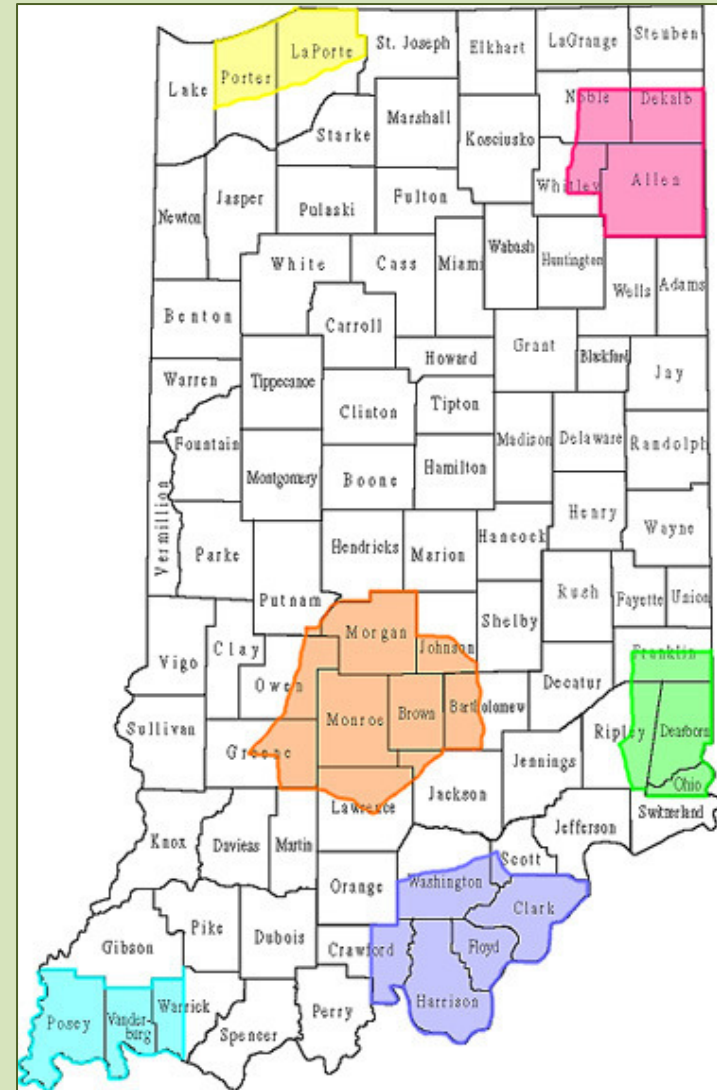 St. Joseph
Elkhart
LaGrange
Steuben
LaPorte
Porter
Lake
Noble
Dekalb
Marshall
Starke
Kosciusko
Whitley
Allen
Jasper
Newton
Pulaski
Fulton
White
Cass
Miami
Wabash
Huntington
Wells
Adams
Benton
Carroll
Howard
Grant
Blackford
Jay
Warren
Tippecanoe
Clinton
Tipton
Madison
Delaware
Randolph
Fountain
Montgomery
Boone
Hamilton
Vermillion
Parke
Hendricks
Marion
Hancock
Henry
Wayne
Putnam
Rush
Fayette
Union
Shelby
Morgan
Johnson
Franklin
Vigo
Clay
Owen
Decatur
Monroe
Brown
Bartholomew
Ripley
Dearborn
Sullivan
Greene
Jennings
Ohio
Lawrence
Jackson
Switzerland
Jefferson
Knox
Daviess
Martin
Scott
Washington
Orange
Clark
Pike
Dubois
Gibson
Crawford
Floyd
Harrison
Posey
Vander-
burg
Warrick
Spencer
Perry